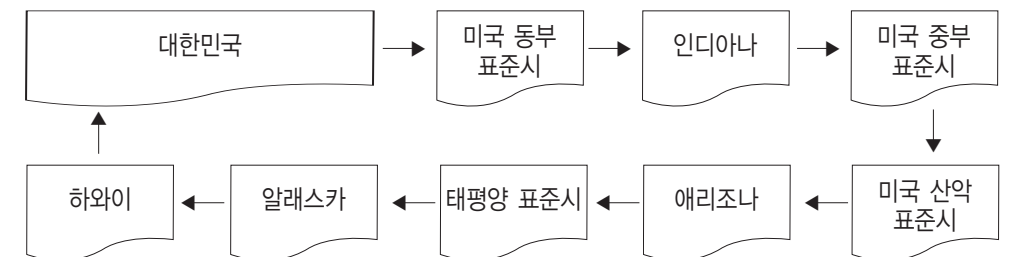 대한민국
미국 동부
표준시
인디아나
미국 중부
표준시
미국 산악
표준시
애리조나
태평양 표준시
알래스카
하와이